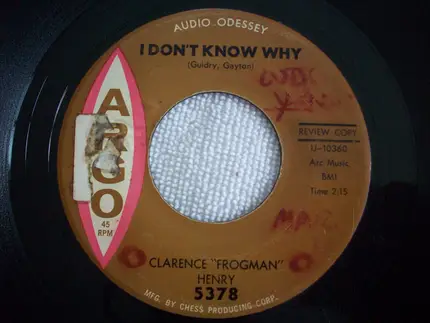 AUDIO ODESSEY
I DON'T KNOW WHY
(Guidry, Gayton)
ARGO
45
RPM
REVIEW COPY
U-10360
Arc Music
BMI
Time 2:15
CLARENCE "FROGMAN"
HENRY
5378
MFG. BY CHESS PRODUCING CORP.